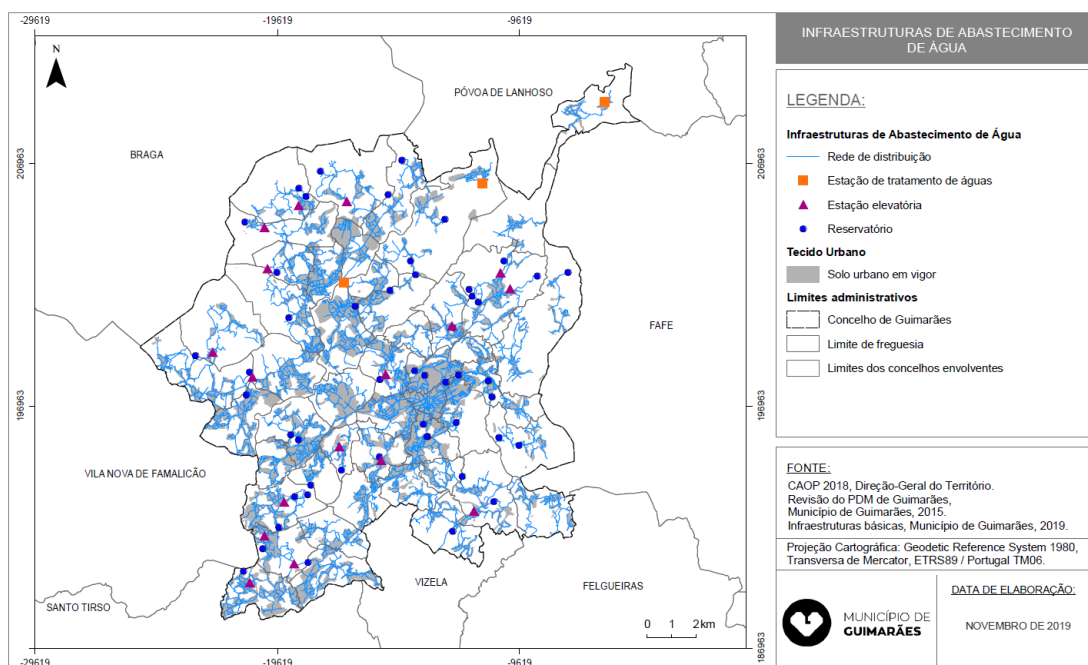 -29619
-19619
-9619
INFRAESTRUTURAS DE ABASTECIMENTO
DE ÁGUA
N
PÓVOA DE LANHOSO
BRAGA
206963
206963
FAFE
196963
196963
VILA NOVA DE FAMALICÃO
VIZELA
FELGUEIRAS
SANTO TIRSO
0 1 2km
186963
-29619
-19619
-9619
LEGENDA:
Infraestruturas de Abastecimento de Água
Rede de distribuição
Estação de tratamento de águas
Estação elevatória
Reservatório
Tecido Urbano
Solo urbano em vigor
Limites administrativos
Concelho de Guimarães
Limite de freguesia
Limites dos concelhos envolventes
FONTE:
CAOP 2018, Direção-Geral do Território.
Revisão do PDM de Guimarães,
Município de Guimarães, 2015.
Infraestruturas básicas, Município de Guimarães, 2019.
Projeção Cartográfica: Geodetic Reference System 1980,
Transversa de Mercator, ETRS89 / Portugal TM06.
MUNICÍPIO DE
GUIMARÃES
DATA DE ELABORAÇÃO:
NOVEMBRO DE 2019